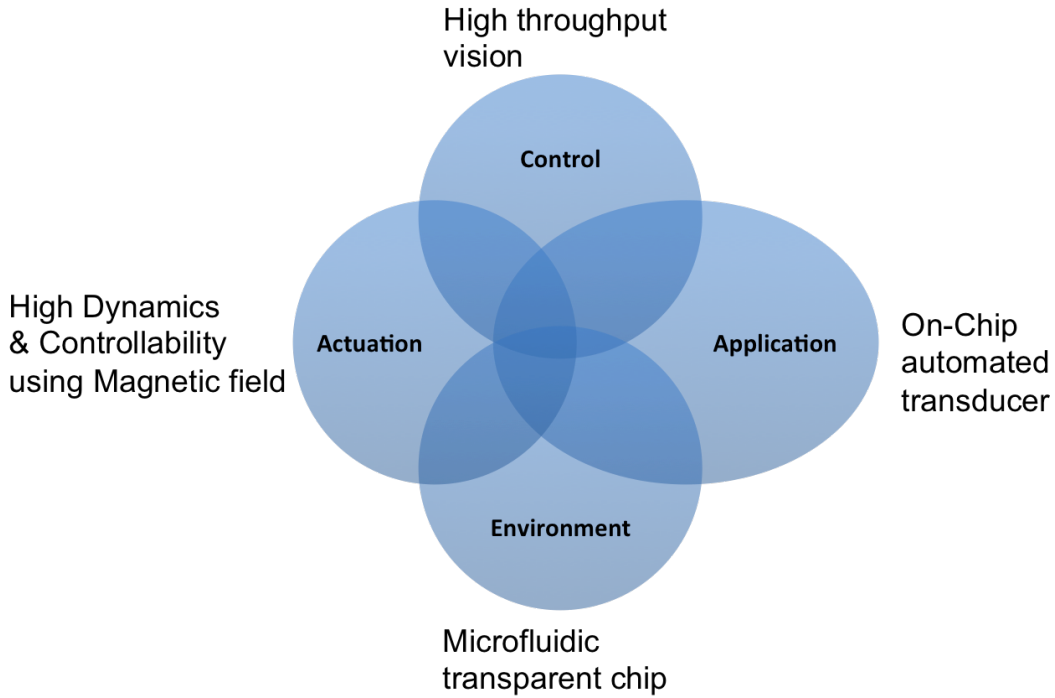 High throughput
vision
Control
High Dynamics
& Controllability
using Magnetic field
Actuation
Application
On-Chip
automated
transducer
Environment
Microfluidic
transparent chip